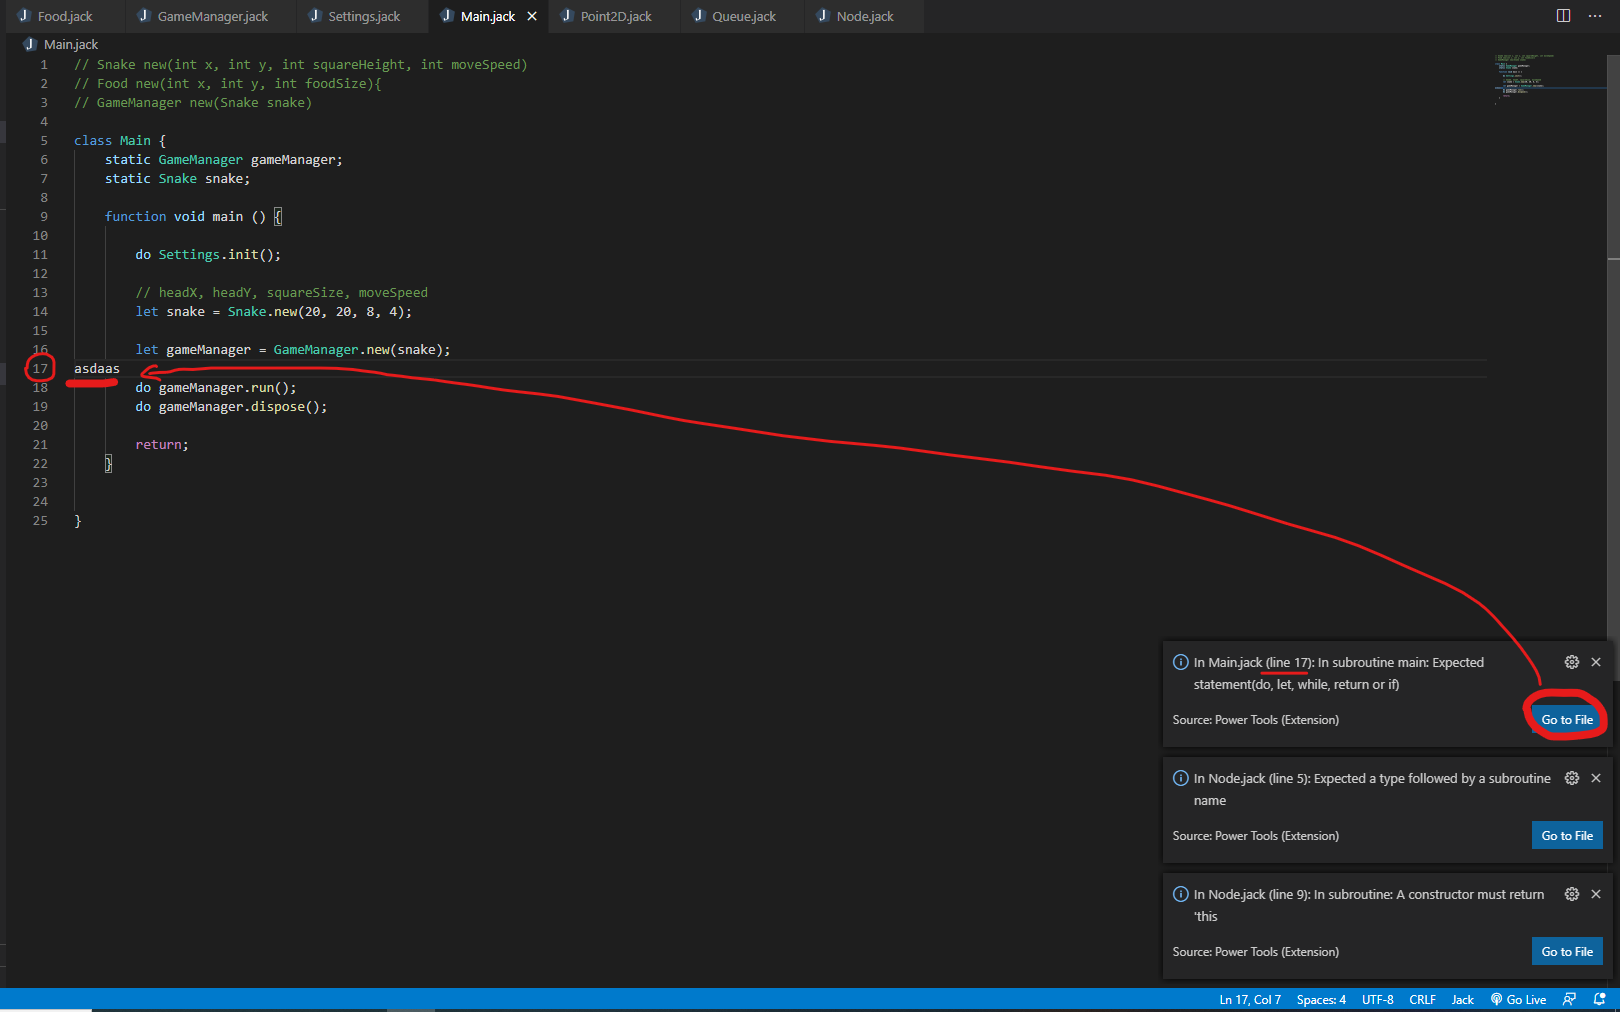 Food.jack GameManager.jack Settings.jack Main.jack Point2D.jack Queue.jack Node.jack
Main.jack
1 // Snake new(int x, int y, int squareHeight, int moveSpeed)
2 // Food new(int x, int y, int foodSize){
3 // GameManager new(Snake snake)
4
5 class Main {
6 static GameManager gameManager;
7 static Snake snake;
8
9 function void main () {
10
11 do Settings.init();
12
13 // headX, headY, squareSize, moveSpeed
14 let snake = Snake.new(20, 20, 8, 4);
15
16 let gameManager = GameManager.new(snake);
17 asdaas
18 do gameManager.run();
19 do gameManager.dispose();
20
21 return;
22 }
23
24
25 }
In Main.jack (line 17): In subroutine main: Expected
statement(do, let, while, return or if)
Source: Power Tools (Extension) Go to File
In Node.jack (line 5): Expected a type followed by a subroutine
name
Source: Power Tools (Extension) Go to File
In Node.jack (line 9): In subroutine: A constructor must return
'this
Source: Power Tools (Extension) Go to File
Ln 17, Col 7 Spaces: 4 UTF-8 CRLF Jack Go Live